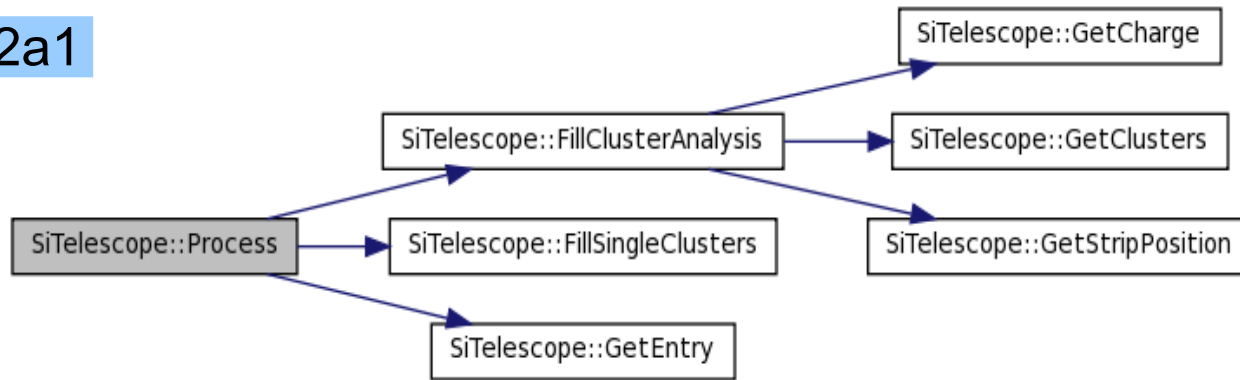 2a1
SiTelescope::GetCharge
SiTelescope::FillClusterAnalysis
SiTelescope::GetClusters
SiTelescope::Process
SiTelescope::FillSingleClusters
SiTelescope::GetStripPosition
SiTelescope::GetEntry